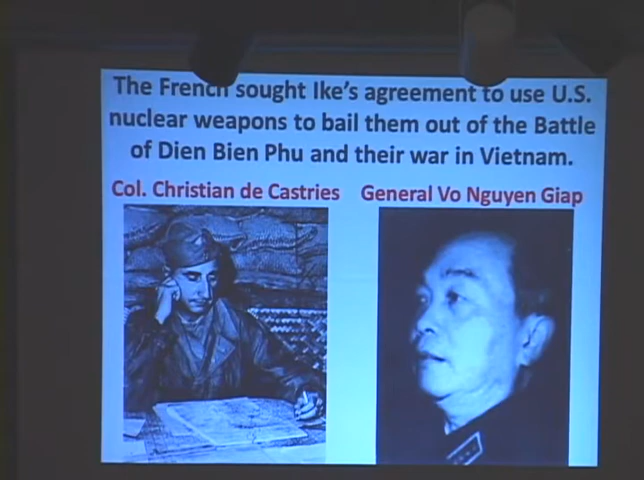 The French sought Ike's agreement to use U.S.
nuclear weapons to bail them out of the Battle
of Dien Bien Phu and their war in Vietnam.
Col. Christian de Castries General Vo Nguyen Giap